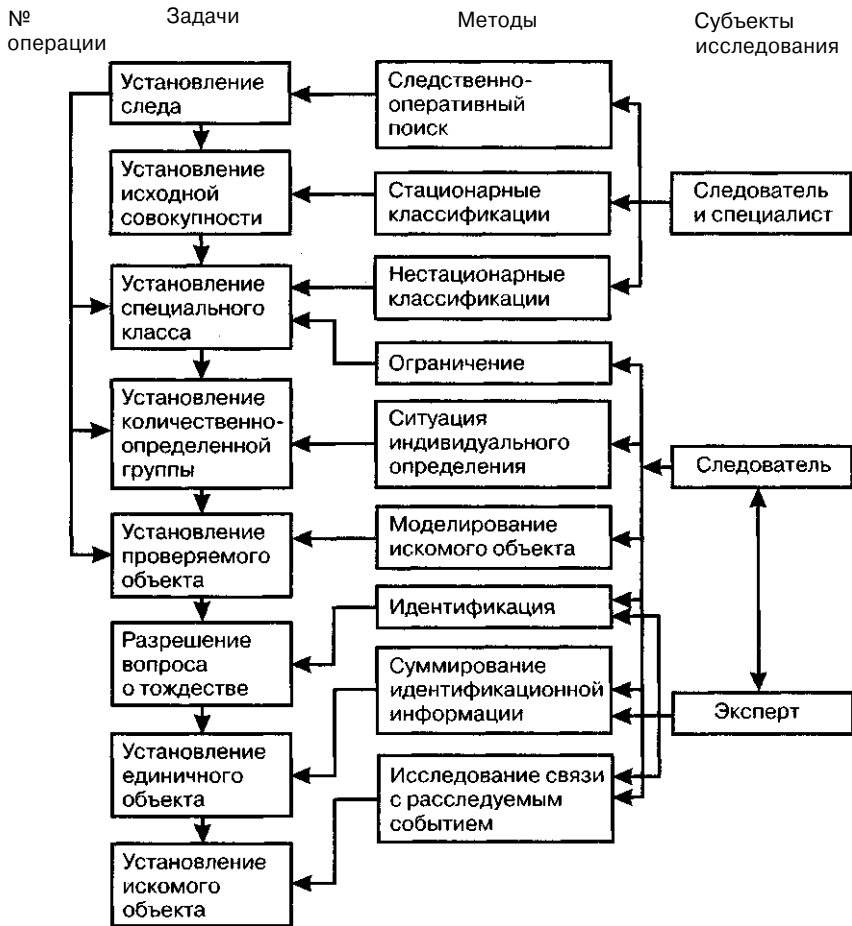 №
операции
Задачи
Методы
Субъекты
исследования
Установление
следа
Следственно-
оперативный
поиск
Установление
исходной
совокупности
Стационарные
классификации
Следователь
и специалист
Установление
специального
класса
Нестационарные
классификации
Ограничение
Установление
количественно-
определенной
группы
Ситуация
индивидуального
определения
Следователь
Установление
проверяемого
объекта
Моделирование
искомого объекта
Идентификация
Разрешение
вопроса
о тождестве
Суммирование
идентификационной
информации
Эксперт
Установление
единичного
объекта
Исследование связи
с расследуемым
событием
Установление
искомого
объекта